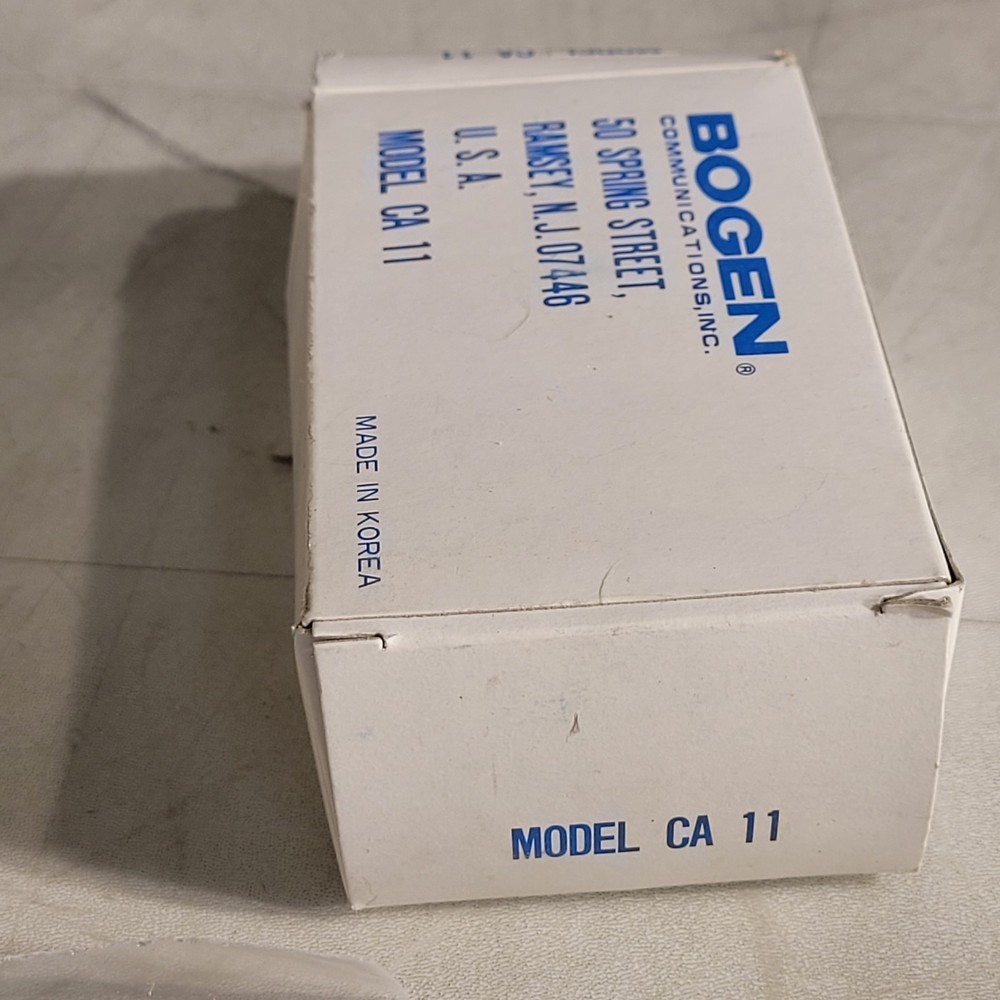 BOGEN®
COMMUNICATIONS, INC.
50 SPRING STREET,
RAMSEY, N.J. 07446
U. S. A.
MODEL CA 11
MADE IN KOREA
MODEL CA 11